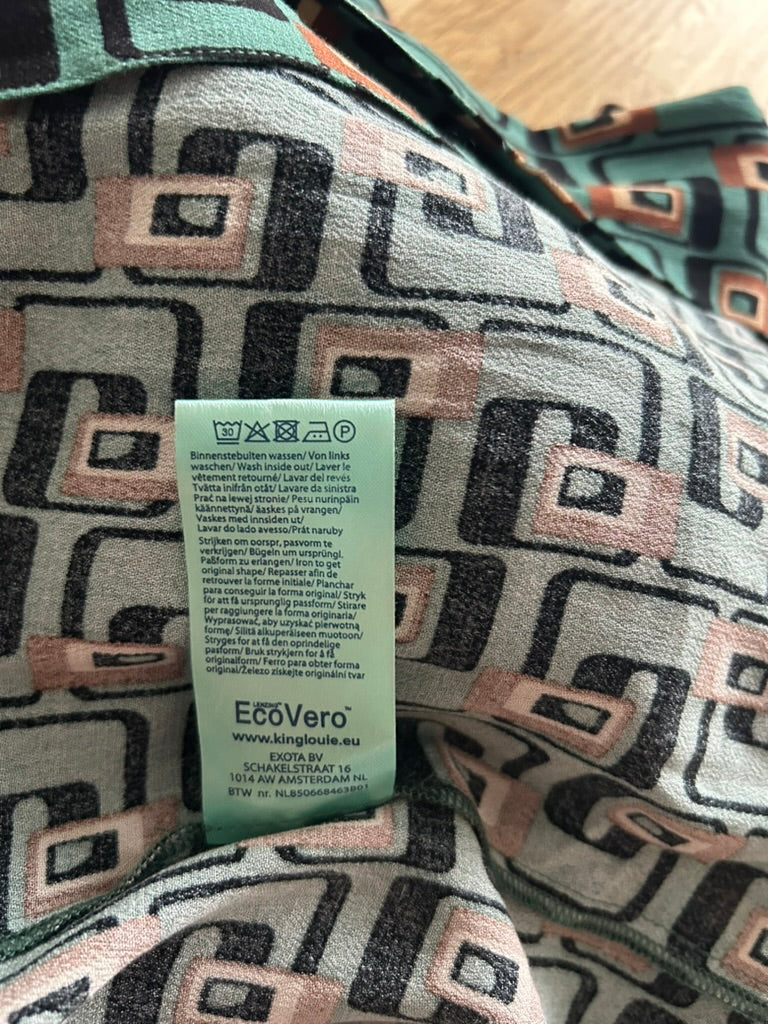 30 P
Binnenstebuiten wassen/ Von links
waschen/ Wash inside out/ Laver le
vêtement retourné/ Lavar del revés
Tvätta inifrån otåt/ Lavare da sinistra
Prać na lewej stronie/ Pesu nurinpäin
käännettynä/ äaskes på vrangen/
Vaskes med innsiden ut/
Lavar do lado avesso/Prát naruby
Strijken om oorspr, pasvorm te
verkrijgen/ Bügeln um ursprüngl.
Paßform zu erlangen/ Iron to get
original shape/ Repasser afin de
retrouver la forme initiale/ Planchar
para conseguir la forma original/ Stryk
för att få ursprunglig passform/ Stirare
per raggiungere la forma originaria/
Wyprasować, aby uzyskać pierwotną
formę/ Silitä alkuperäiseen muotoon/
Stryges for at få den oprindelige
pasform/ Bruk strykjern for å få
originalform/ Ferro para obter forma
original/Železo získejte originální tvar
LENZING™
EcoVero™
www.kinglouie.eu
EXOTA BV
SCHAKELSTRAAT 16
1014 AW AMSTERDAM NL
BTW nr. NL850668463B01